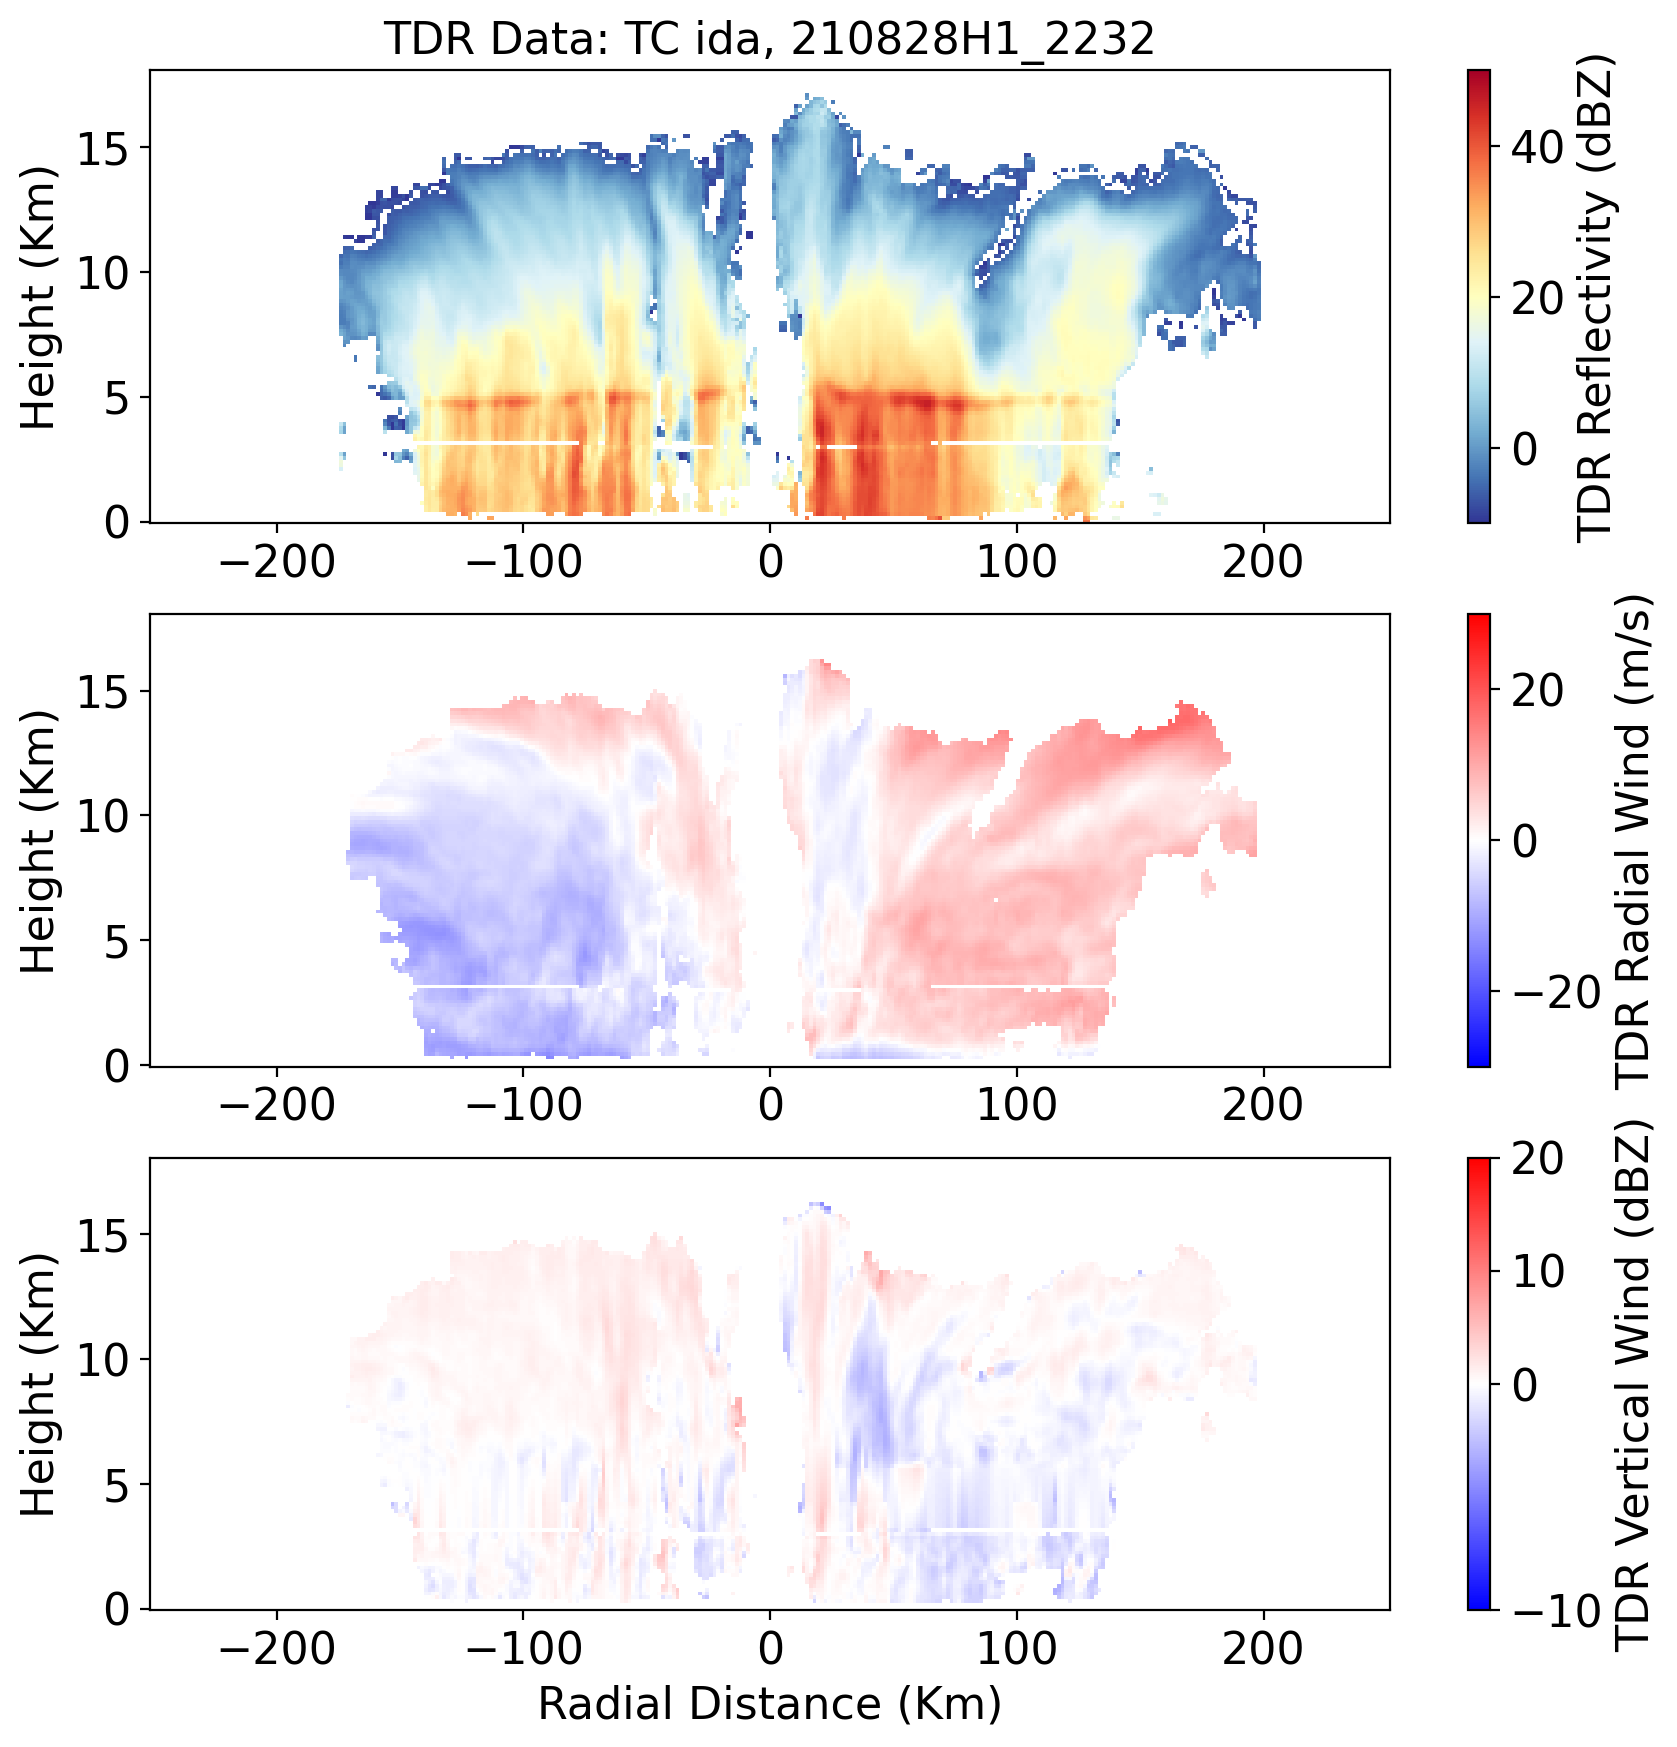 TDR Data: TC ida, 210828H1_2232
15
10
5
0
Height (Km)
−200 −100 0 100 200
40
20
0
TDR Reflectivity (dBZ)
15
10
5
0
Height (Km)
−200 −100 0 100 200
20
0
−20
TDR Radial Wind (m/s)
15
10
5
0
Height (Km)
−200 −100 0 100 200
Radial Distance (Km)
20
10
0
−10
TDR Vertical Wind (dBZ)